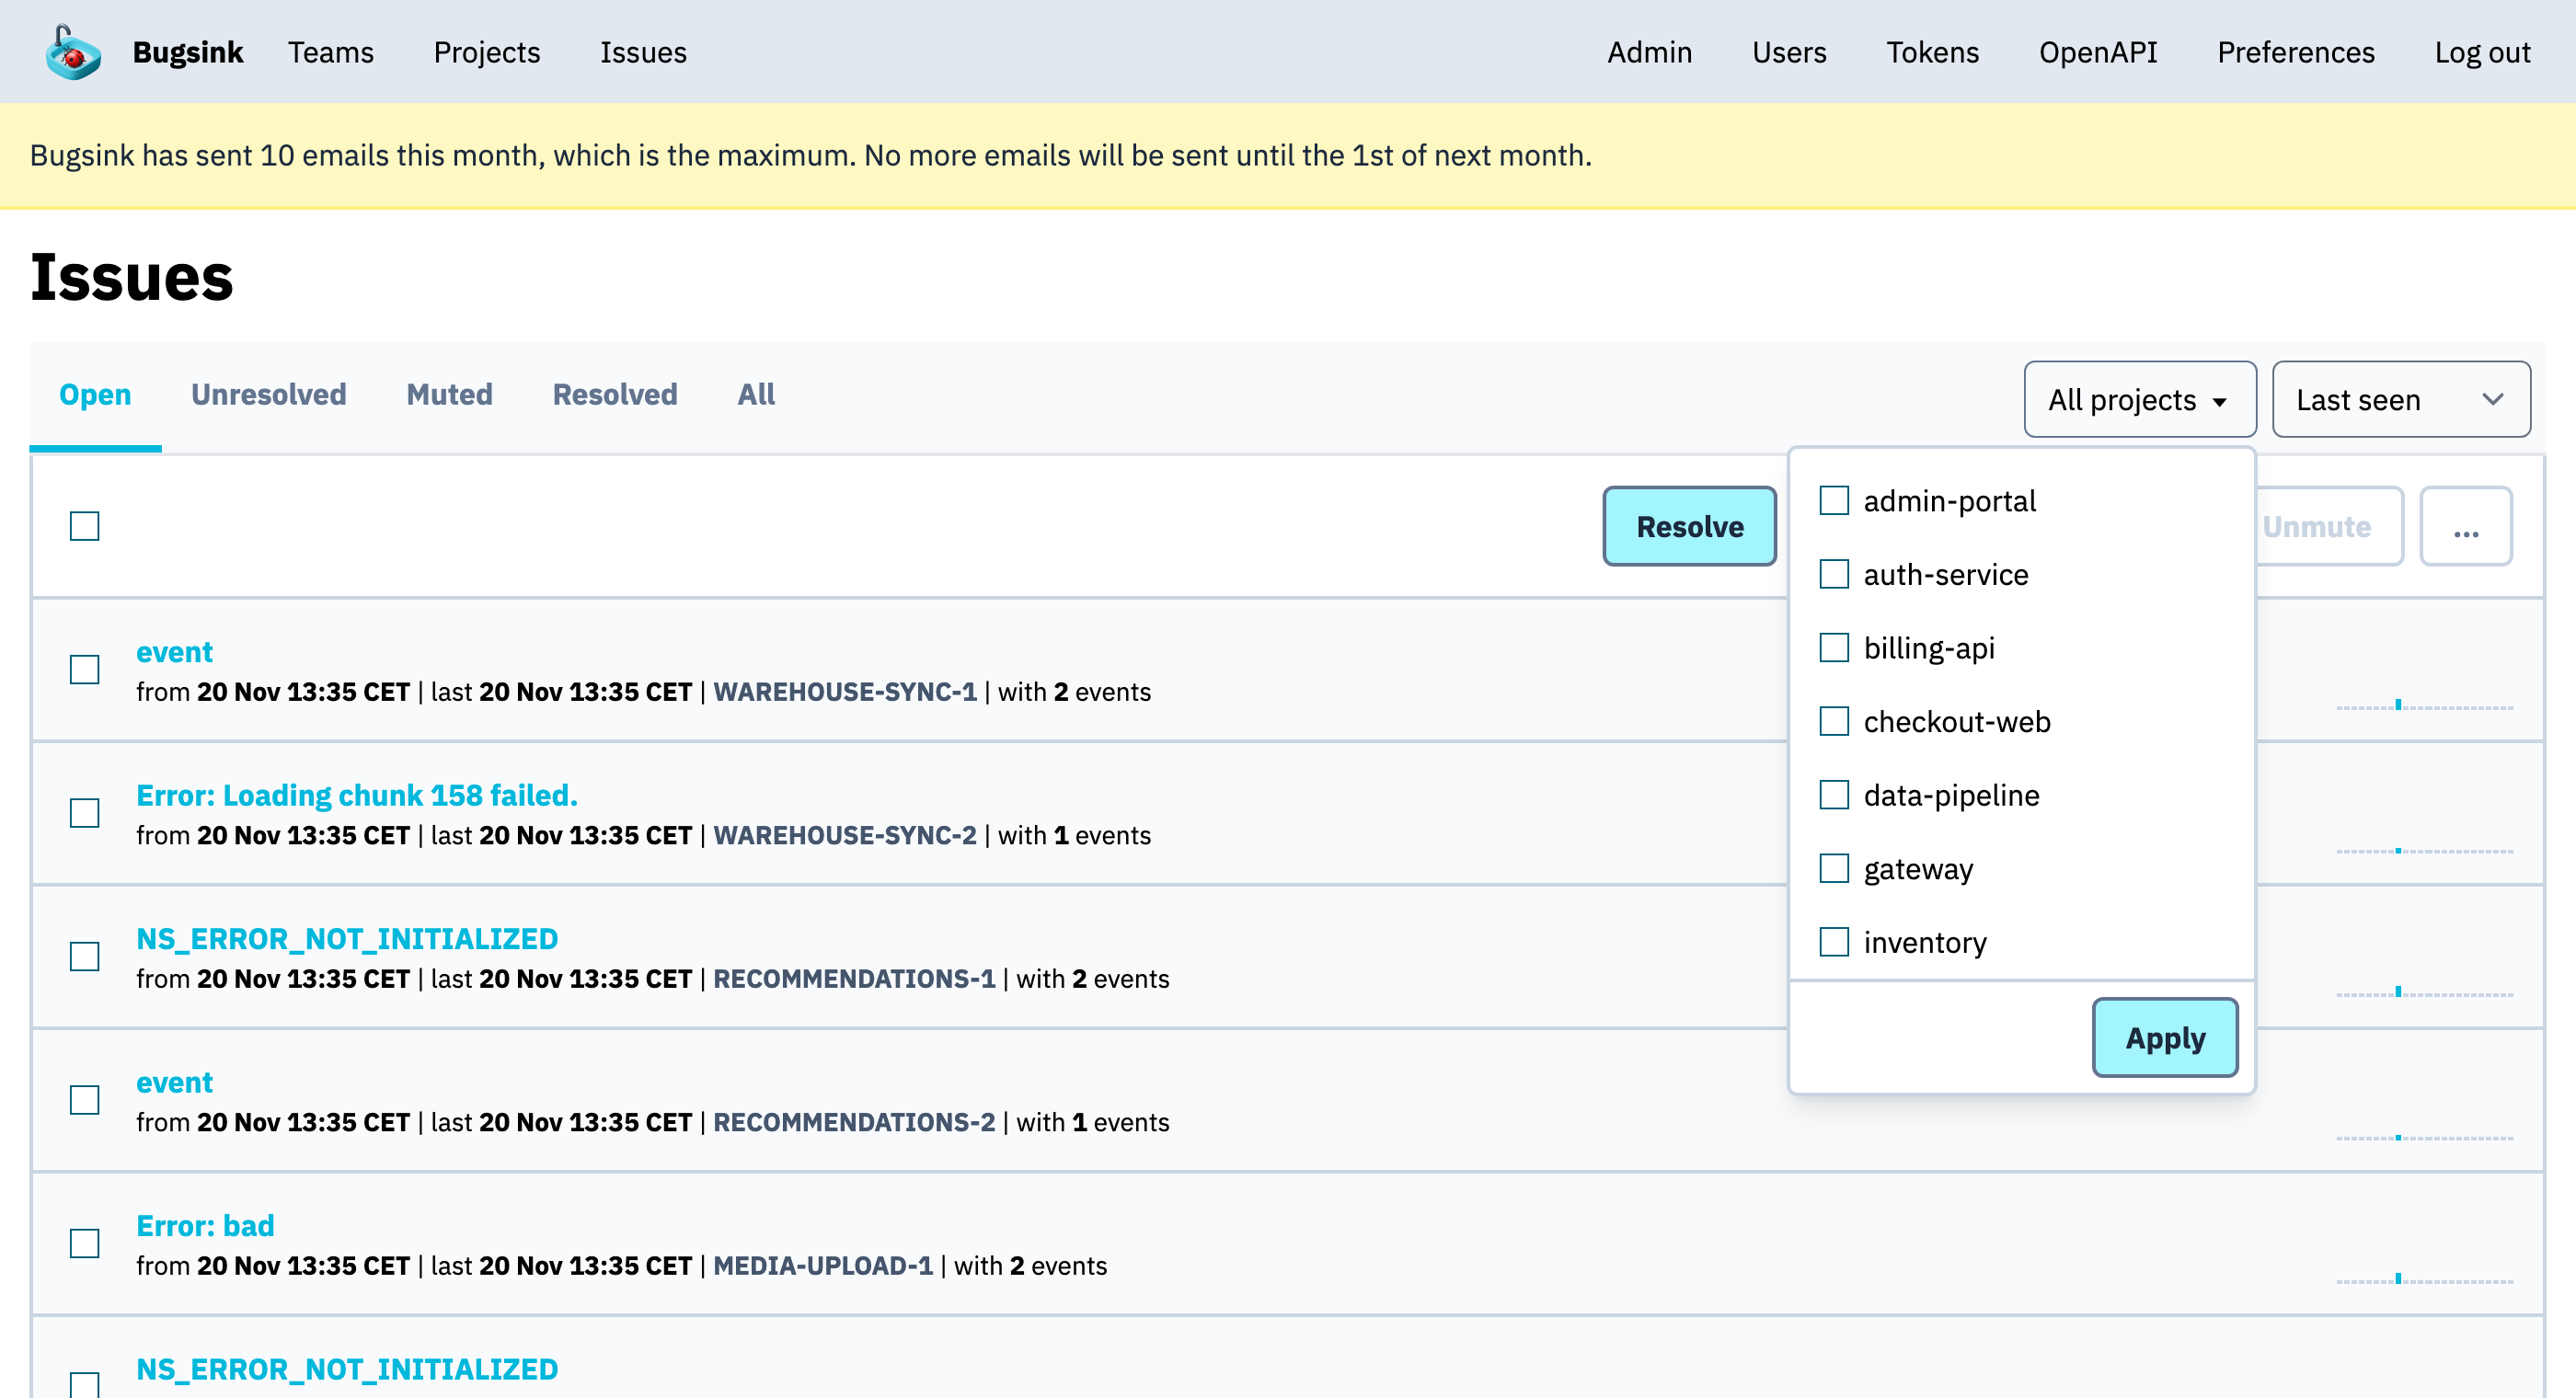 Bugsink Teams Projects Issues Admin Users Tokens OpenAPI Preferences Log out
Bugsink has sent 10 emails this month, which is the maximum. No more emails will be sent until the 1st of next month.
Issues
Open Unresolved Muted Resolved All All projects Last seen
Resolve Unmute ...
admin-portal
auth-service
billing-api
checkout-web
data-pipeline
gateway
inventory
Apply
event
from 20 Nov 13:35 CET | last 20 Nov 13:35 CET | WAREHOUSE-SYNC-1 | with 2 events
Error: Loading chunk 158 failed.
from 20 Nov 13:35 CET | last 20 Nov 13:35 CET | WAREHOUSE-SYNC-2 | with 1 events
NS_ERROR_NOT_INITIALIZED
from 20 Nov 13:35 CET | last 20 Nov 13:35 CET | RECOMMENDATIONS-1 | with 2 events
event
from 20 Nov 13:35 CET | last 20 Nov 13:35 CET | RECOMMENDATIONS-2 | with 1 events
Error: bad
from 20 Nov 13:35 CET | last 20 Nov 13:35 CET | MEDIA-UPLOAD-1 | with 2 events
NS_ERROR_NOT_INITIALIZED